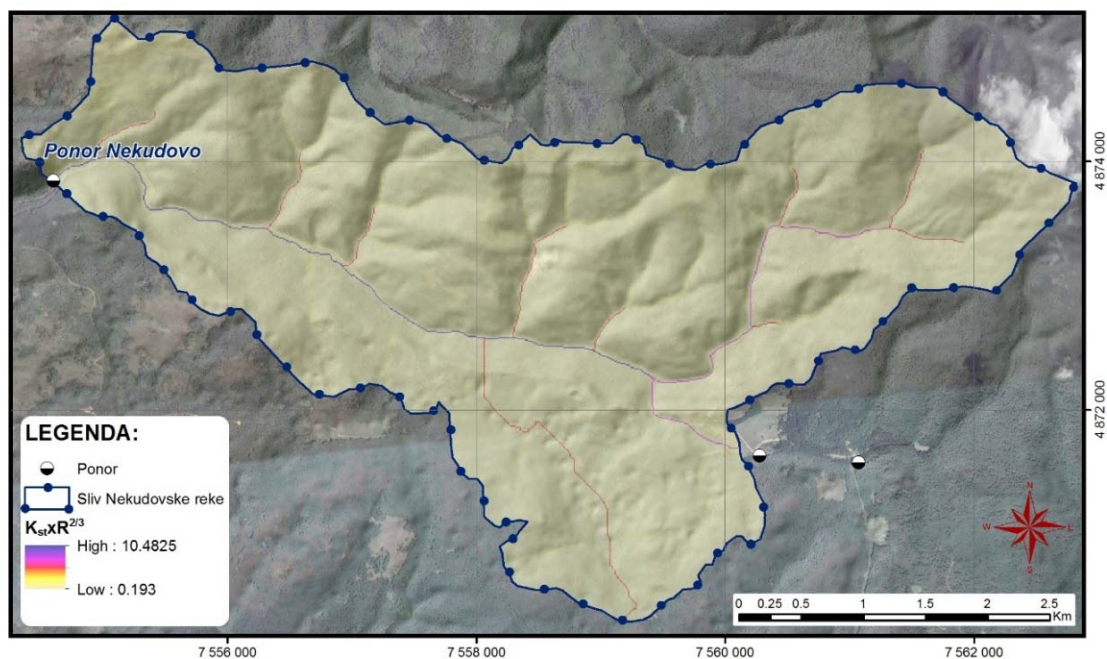 Ponor Nekudovo
4 874 000
4 872 000
LEGENDA:
Ponor
Sliv Nekudovske reke
KstxR2/3
High : 10.4825
Low : 0.193
N
W
E
S
0 0.25 0.5 1 1.5 2 2.5
Km
7 556 000 7 558 000 7 560 000 7 562 000